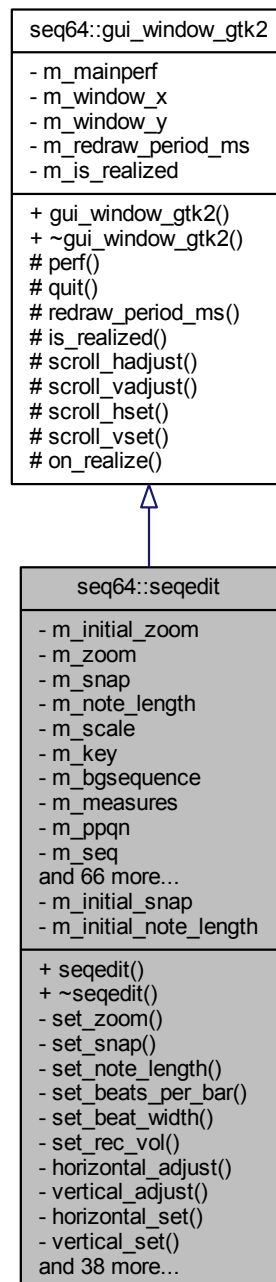 seq64::gui_window_gtk2
- m_mainperf
- m_window_x
- m_window_y
- m_redraw_period_ms
- m_is_realized
+ gui_window_gtk2()
+ ~gui_window_gtk2()
# perf()
# quit()
# redraw_period_ms()
# is_realized()
# scroll_hadjust()
# scroll_vadjust()
# scroll_hset()
# scroll_vset()
# on_realize()
seq64::seqedit
- m_initial_zoom
- m_zoom
- m_snap
- m_note_length
- m_scale
- m_key
- m_bgsequence
- m_measures
- m_ppqn
- m_seq
and 66 more...
- m_initial_snap
- m_initial_note_length
+ seqedit()
+ ~seqedit()
- set_zoom()
- set_snap()
- set_note_length()
- set_beats_per_bar()
- set_beat_width()
- set_rec_vol()
- horizontal_adjust()
- vertical_adjust()
- horizontal_set()
- vertical_set()
and 38 more...